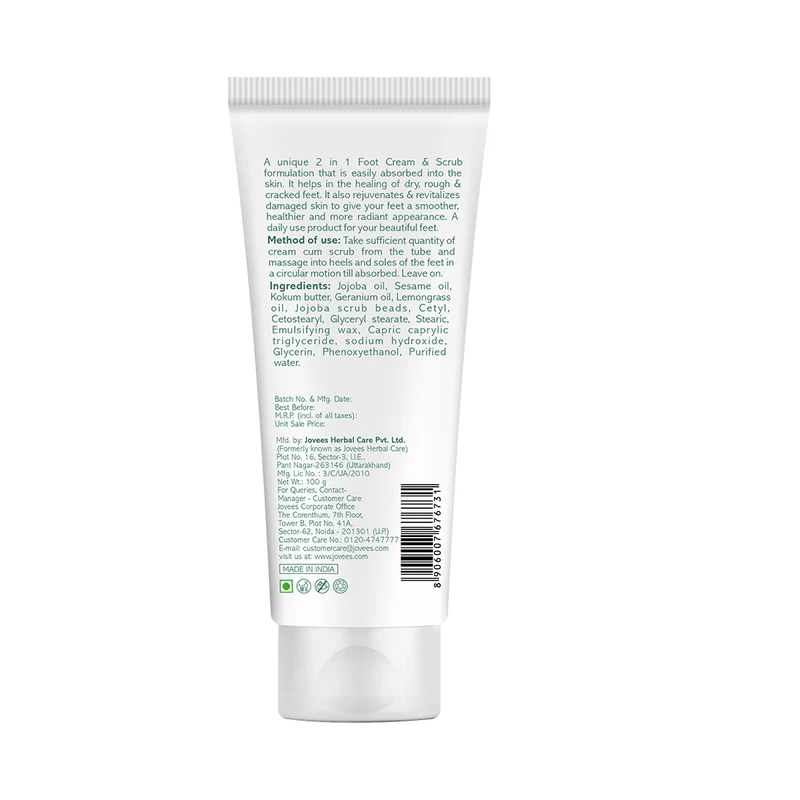 A unique 2 in 1 Foot Cream & Scrub
formulation that is easily absorbed into the
skin. It helps in the healing of dry, rough &
cracked feet. It also rejuvenates & revitalizes
damaged skin to give your feet a smoother,
healthier and more radiant appearance. A
daily use product for your beautiful feet.
Method of use: Take sufficient quantity of
cream cum scrub from the tube and
massage into heels and soles of the feet in
a circular motion till absorbed. Leave on.
Ingredients: Jojoba oil, Sesame oil,
Kokum butter, Geranium oil, Lemongrass
oil, Jojoba scrub beads, Cetyl,
Cetostearyl, Glyceryl stearate, Stearic,
Emulsifying wax, Capric caprylic
triglyceride, sodium hydroxide,
Glycerin, Phenoxyethanol, Purified
water.
Batch No. & Mfg. Date:
Best Before:
M.R.P. (incl. of all taxes):
Unit Sale Price:
Mfd. by: Jovees Herbal Care Pvt. Ltd.
(Formerly known as Jovees Herbal Care)
Plot No. 16, Sector-3, I.I.E.,
Pant Nagar-263146 (Uttarakhand)
Mfg. Lic No : 3/C/UA/2010
Net Wt.: 100 g
For Queries, Contact-
Manager - Customer Care
Jovees Corporate Office
The Corenthum, 7th Floor,
Tower B, Plot No. 41A,
Sector-62, Noida - 201301 (U.P.)
Customer Care No.: 0120-4747777
E-mail: customercare@jovees.com
visit us at: www.jovees.com
MADE IN INDIA
8 906007 676731